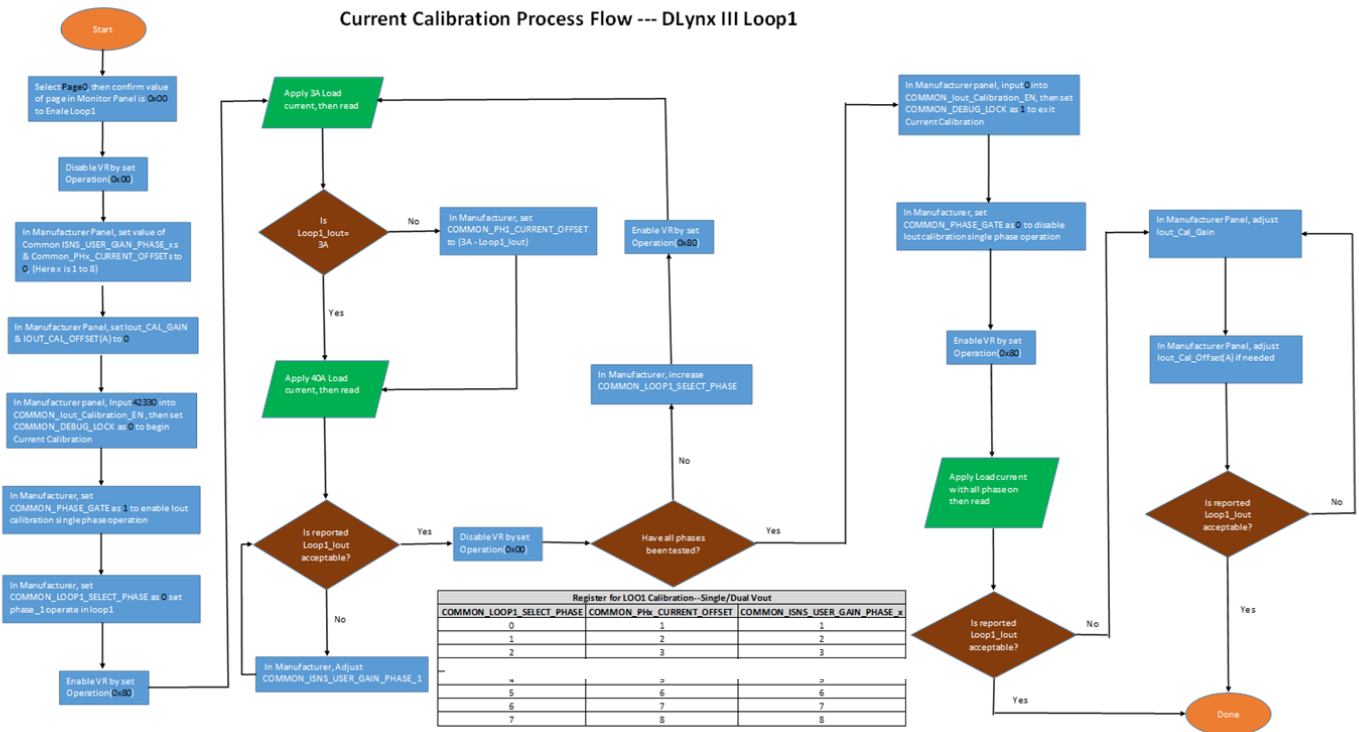 Current Calibration Process Flow --- DLynx III Loop1
Start
Select Page0, then confirm value
of page in Monitor Panel is 0x00
to Enale Loop1
Disable VR by set
Operation(0x00)
In Manufacturer Panel, set value of
Common ISNS_USER_GIAN_PHASE_xs
& Common_PHx_CURRENT_OFFSETs to
0, (Here x is 1 to 8)
In Manufacturer Panel, set Iout_CAL_GAIN
& IOUT_CAL_OFFSET(A) to 0
In Manufacturer panel, Input 42330 into
COMMON_Iout_Calibration_EN, then set
COMMON_DEBUG_LOCK as 0 to begin
Current Calibration
In Manufacturer, set
COMMON_PHASE_GATE as 1 to enable Iout
calibration single phase operation
In Manufacturer, set
COMMON_LOOP1_SELECT_PHASE as 0 set
phase_1 operate in loop1
Enable VR by set
Operation(0x80)
Apply 3A Load
current, then read
Is
Loop1_Iout=
3A
No
In Manufacturer, set
COMMON_PH1_CURRENT_OFFSET
to (3A - Loop1_Iout)
Yes
Apply 40A Load
current, then read
Is reported
Loop1_Iout
acceptable?
No
In Manufacturer, Adjust
COMMON_ISNS_USER_GAIN_PHASE_1
Yes
Disable VR by set
Operation(0x00)
Have all phases
been tested?
No
In Manufacturer, increase
COMMON_LOOP1_SELECT_PHASE
Enable VR by set
Operation(0x80)
Yes
In Manufacturer panel, input 0 into
COMMON_Iout_Calibration_EN, then set
COMMON_DEBUG_LOCK as 1 to exit
Current Calibration
In Manufacturer, set
COMMON_PHASE_GATE as 0 to disable
Iout calibration single phase operation
Enable VR by set
Operation(0x80)
Apply Load current
with all phase on
then read
Is reported
Loop1_Iout
acceptable?
No
Yes
In Manufacturer Panel, adjust
Iout_Cal_Gain
In Manufacturer Panel, adjust
Iout_Cal_Offset(A) if needed
Is reported
Loop1_Iout
acceptable?
No
Yes
Done
Register for LOO1 Calibration--Single/Dual Vout
COMMON_LOOP1_SELECT_PHASE COMMON_PHx_CURRENT_OFFSET COMMON_ISNS_USER_GAIN_PHASE_x
0 1 1
1 2 2
2 3 3
5 6 6
6 7 7
7 8 8